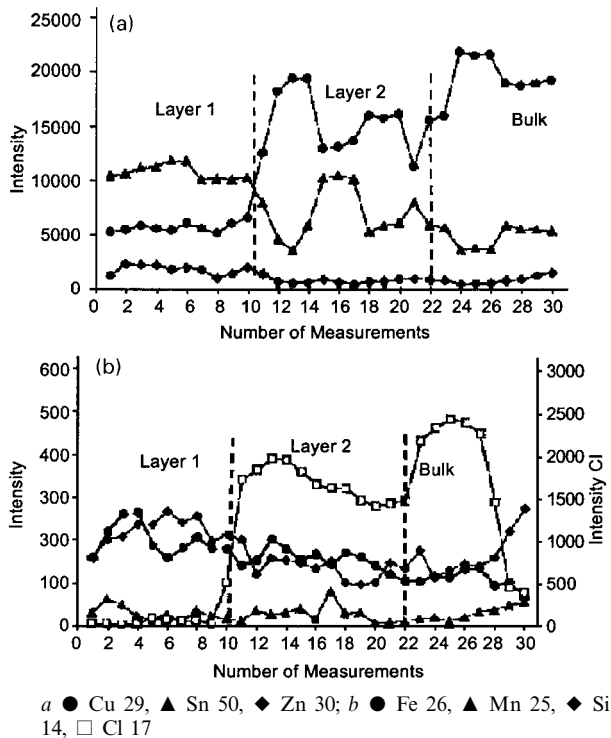 (a)
25000
20000
15000
10000
5000
0
Intensity
Layer 1
Layer 2
Bulk
0 2 4 6 8 10 12 14 16 18 20 22 24 26 28 30
Number of Measurements
(b)
600
500
400
300
300
100
0
Intensity
Layer 1
Layer 2
Bulk
3000
2500
2000
1500
1000
500
0
Intensity Cl
0 2 4 6 8 10 12 14 16 18 20 22 24 26 28 30
Number of Measurements
a ● Cu 29, ▲ Sn 50, ◆ Zn 30; b ● Fe 26, ▲ Mn 25, ◆ Si
14, □ Cl 17